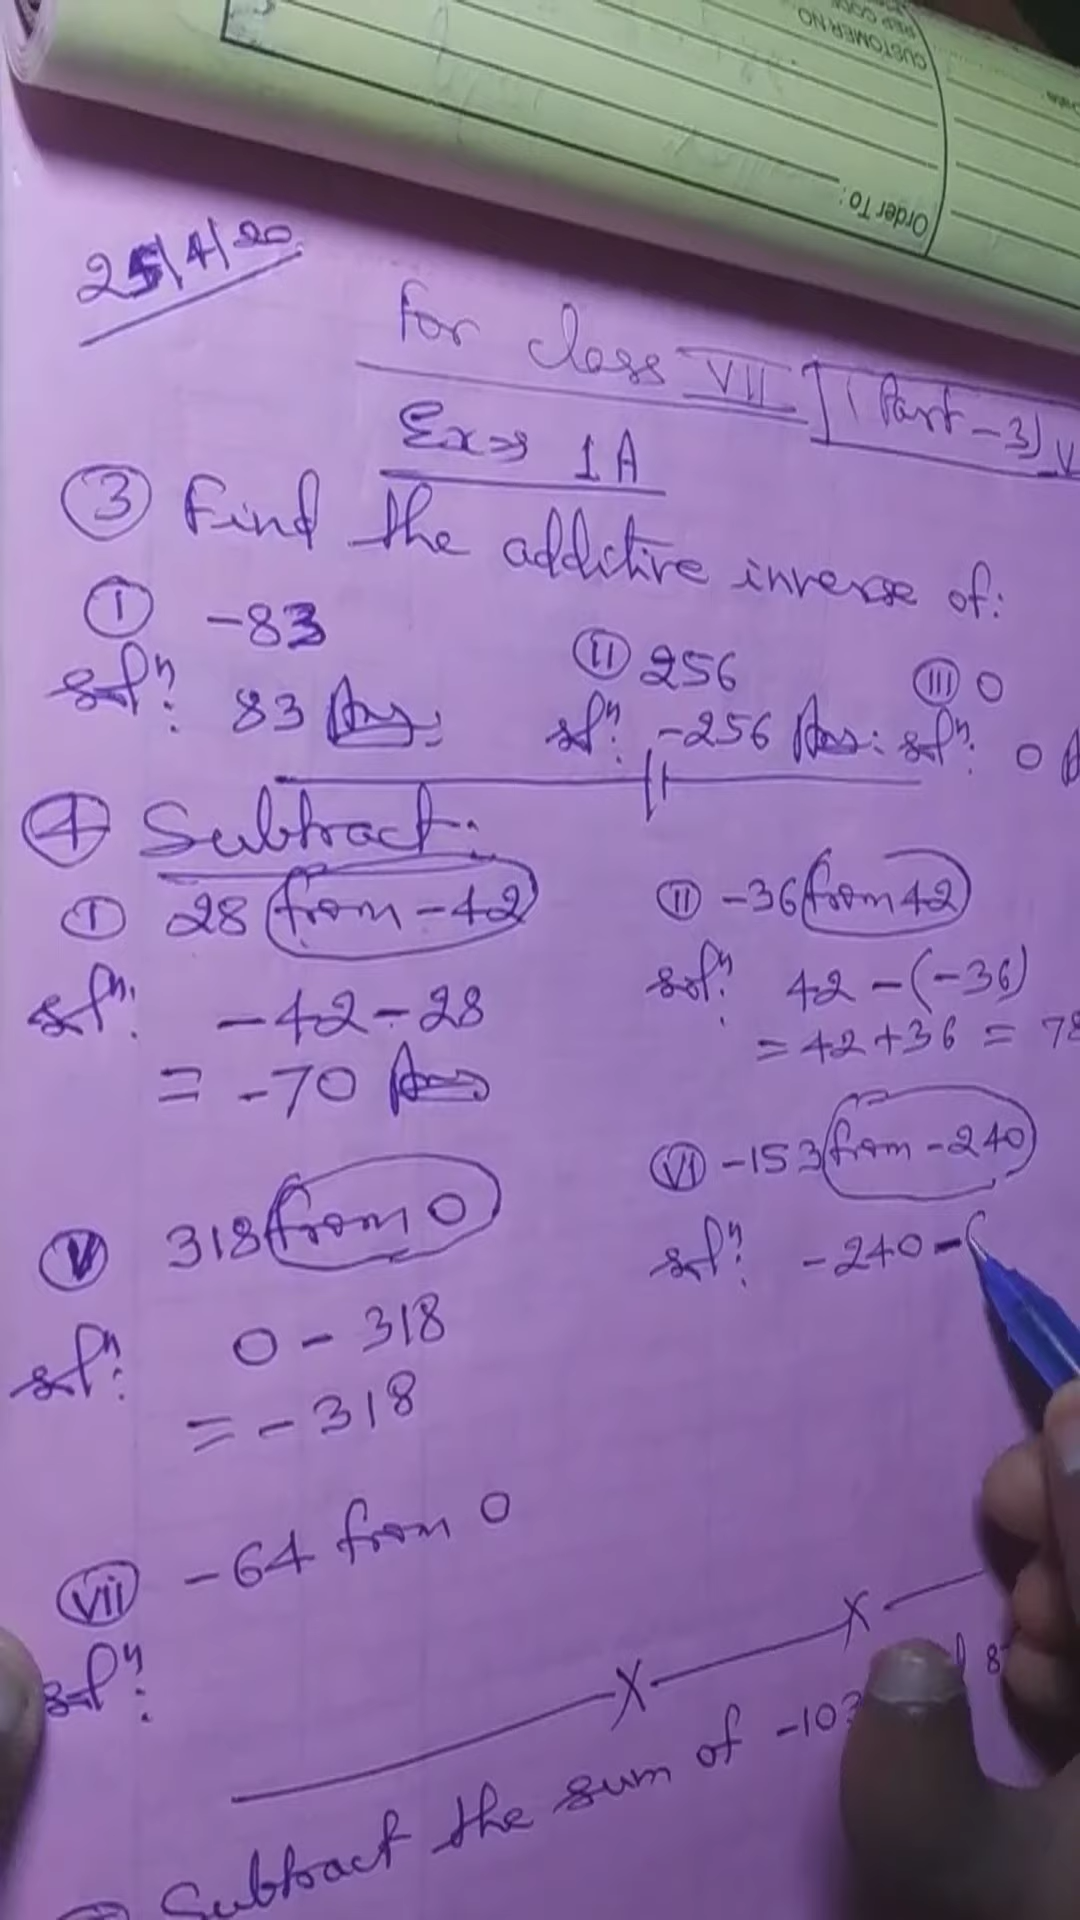 CUSTOMER NO
REP CODE
Order To:
25/4/20
For class VII (Part-3)
Ex⇒ 1A
③ Find the additive inverse of:
(I) -83 (II) 256 (III) 0
solⁿ: 83 Ans: solⁿ: -256 Ans: solⁿ: 0
④ Subtract:
(I) 28 from -42 (II) -36 from 42
solⁿ: -42-28 solⁿ: 42-(-36)
= -70 Ans = 42+36 = 78
(V) 318 from 0 (VI) -153 from -240
solⁿ: 0-318 solⁿ: -240-(
= -318
(vii) -64 from 0
solⁿ:
X X
Subtract the sum of -103